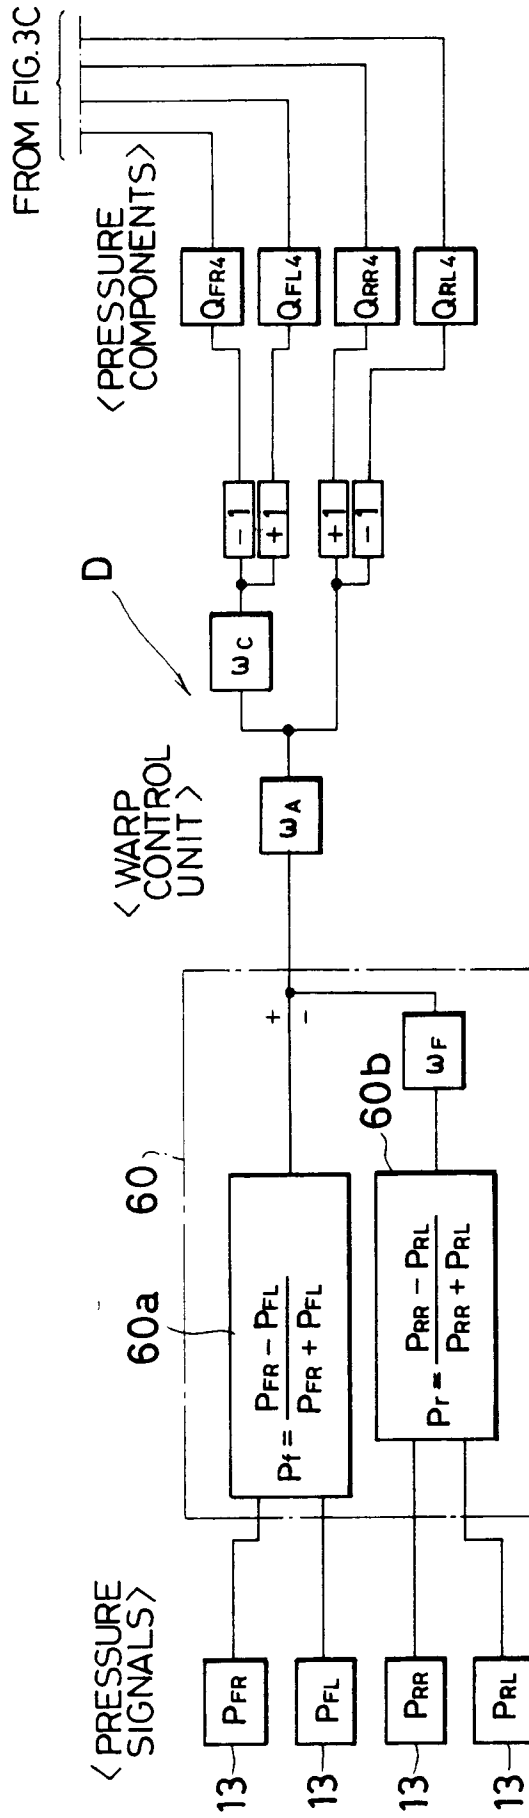 FROM FIG. 3C
<PRESSURE
SIGNALS>
13
PFR
13
PFL
13
PRR
13
PRL
60
60a
Pf = PFR - PFL / PFR + PFL
60b
Pr = PRR - PRL / PRR + PRL
ωF
+
-
<WARP
CONTROL
UNIT>
ωA
D
ωC
-1
+1
+1
-1
<PRESSURE
COMPONENTS>
QFR4
QFL4
QRR4
QRL4